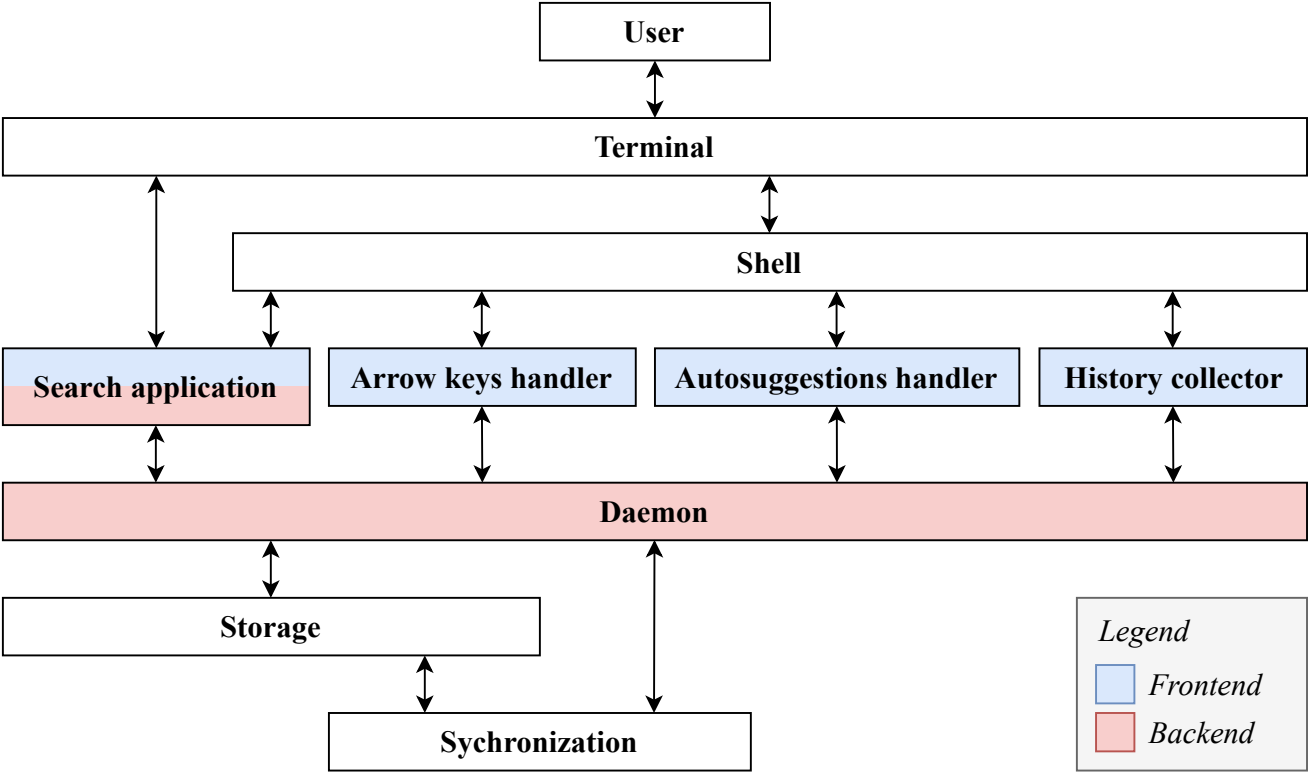 User
Terminal
Shell
Search application
Arrow keys handler
Autosuggestions handler
History collector
Daemon
Storage
Sychronization
Legend
Frontend
Backend